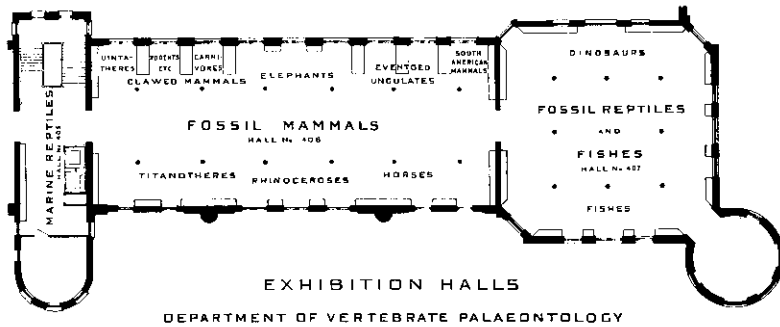 MARINE REPTILES
HALL No 405
UINTA-
THERES
RODENTS
ETC
CARNI-
VORES
CLAWED MAMMALS
ELEPHANTS
EVENTOED
UNGULATES
SOUTH
AMERICAN
MAMMALS
FOSSIL MAMMALS
HALL No 406
TITANOTHERES
RHINOCEROSES
HORSES
DINOSAURS
FOSSIL REPTILES
AND
FISHES
HALL No 407
FISHES
EXHIBITION HALLS
DEPARTMENT OF VERTEBRATE PALAEONTOLOGY